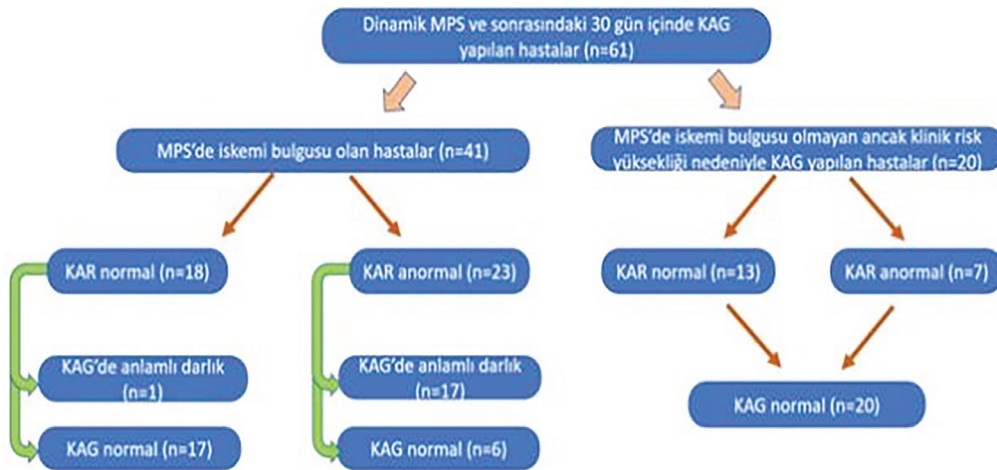 Dinamik MPS ve sonrasındaki 30 gün içinde KAG
yapılan hastalar (n=61)
MPS'de iskemi bulgusu olan hastalar (n=41)
MPS'de iskemi bulgusu olmayan ancak klinik risk
yüksekliği nedeniyle KAG yapılan hastalar (n=20)
KAR normal (n=18)
KAR anormal (n=23)
KAR normal (n=13)
KAR anormal (n=7)
KAG'de anlamlı darlık
(n=1)
KAG'de anlamlı darlık
(n=17)
KAG normal (n=20)
KAG normal (n=17)
KAG normal (n=6)